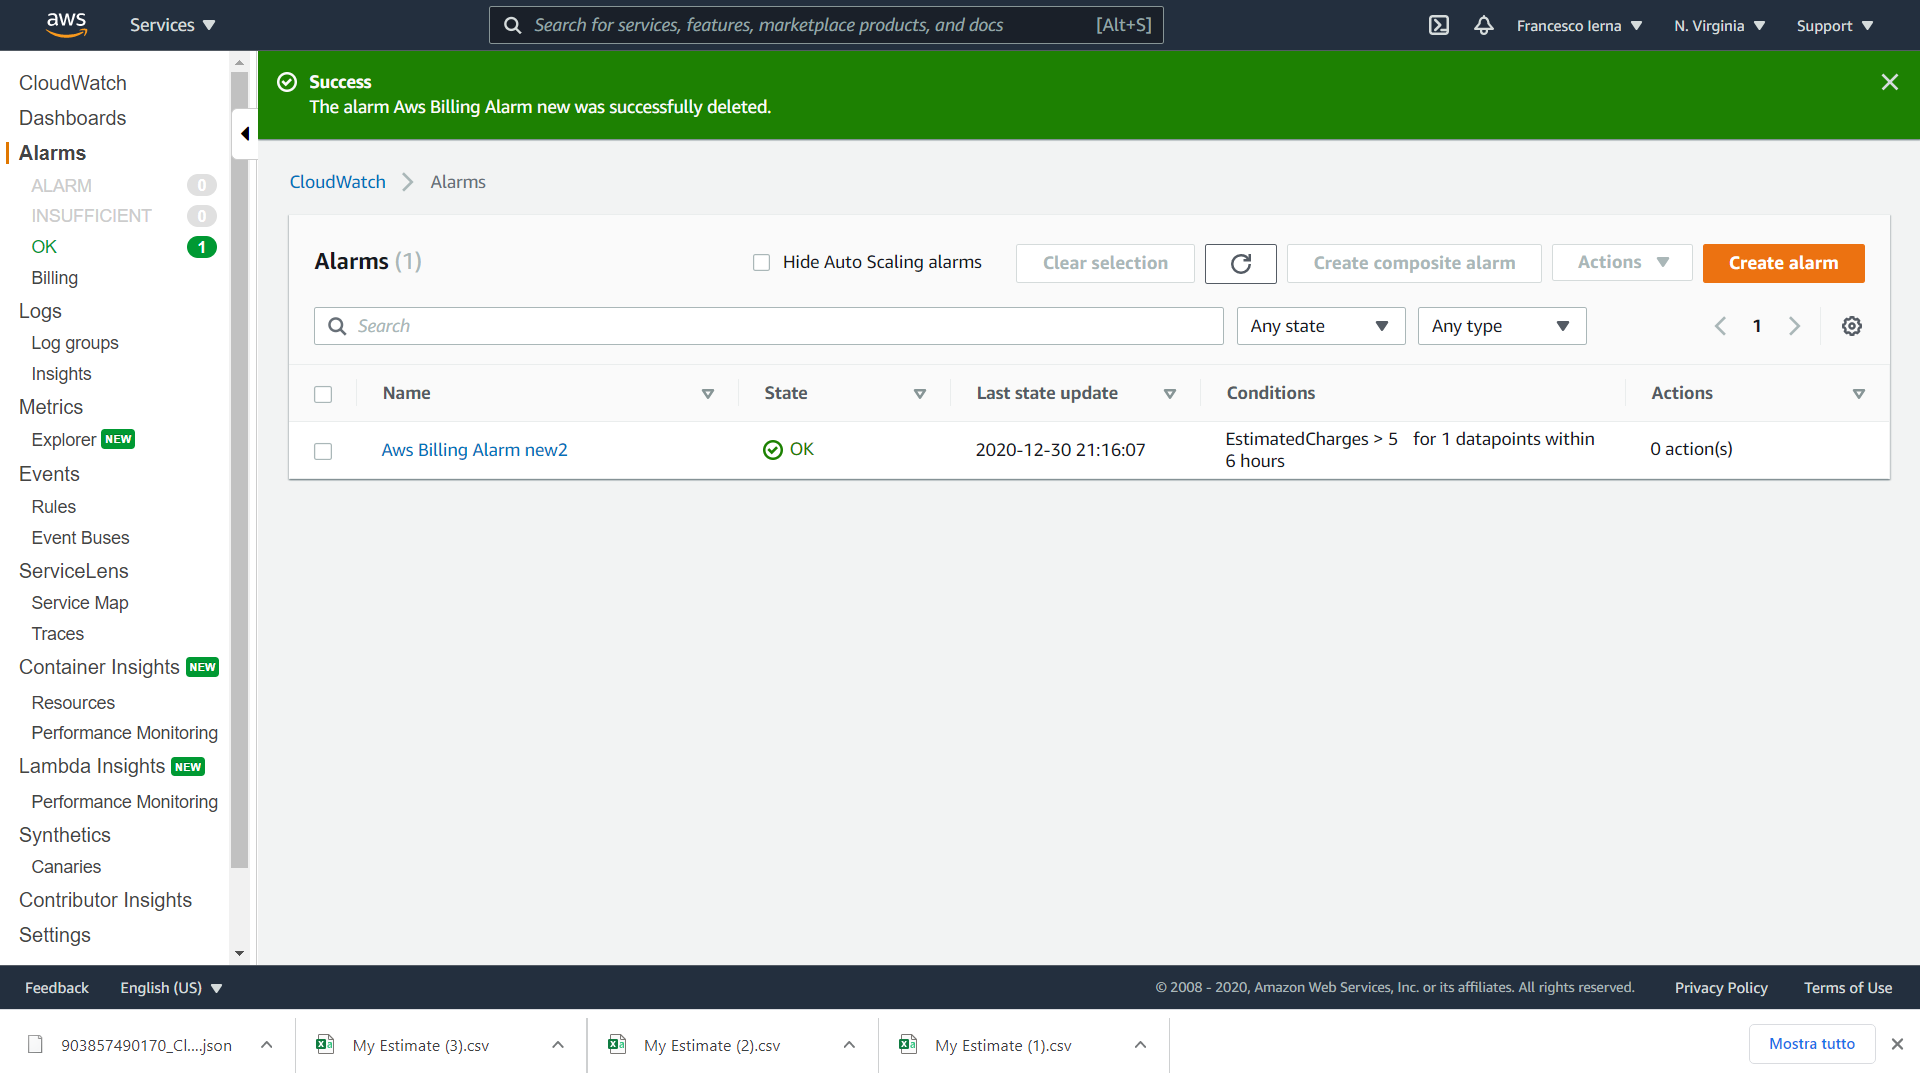 aws
Services
Search for services, features, marketplace products, and docs [Alt+S]
Francesco Ierna
N. Virginia
Support
Success
The alarm Aws Billing Alarm new was successfully deleted.
CloudWatch
Dashboards
Alarms
ALARM 0
INSUFFICIENT 0
OK 1
Billing
Logs
Log groups
Insights
Metrics
Explorer NEW
Events
Rules
Event Buses
ServiceLens
Service Map
Traces
Container Insights NEW
Resources
Performance Monitoring
Lambda Insights NEW
Performance Monitoring
Synthetics
Canaries
Contributor Insights
Settings
CloudWatch Alarms
Alarms (1)
Hide Auto Scaling alarms
Clear selection
Create composite alarm
Actions
Create alarm
Search
Any state
Any type
1
Name State Last state update Conditions Actions
Aws Billing Alarm new2 OK 2020-12-30 21:16:07 EstimatedCharges > 5 for 1 datapoints within
6 hours
0 action(s)
Feedback
English (US)
© 2008 - 2020, Amazon Web Services, Inc. or its affiliates. All rights reserved.
Privacy Policy
Terms of Use
903857490170_Cl....json
My Estimate (3).csv
My Estimate (2).csv
My Estimate (1).csv
Mostra tutto